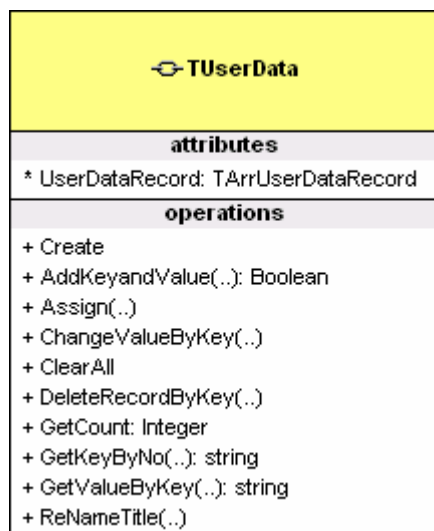 TUserData
attributes
* UserDataRecord: TArrUserDataRecord
operations
+ Create
+ AddKeyandValue(..): Boolean
+ Assign(..)
+ ChangeValueByKey(..)
+ ClearAll
+ DeleteRecordByKey(..)
+ GetCount: Integer
+ GetKeyByNo(..): string
+ GetValueByKey(..): string
+ ReNameTitle(..)